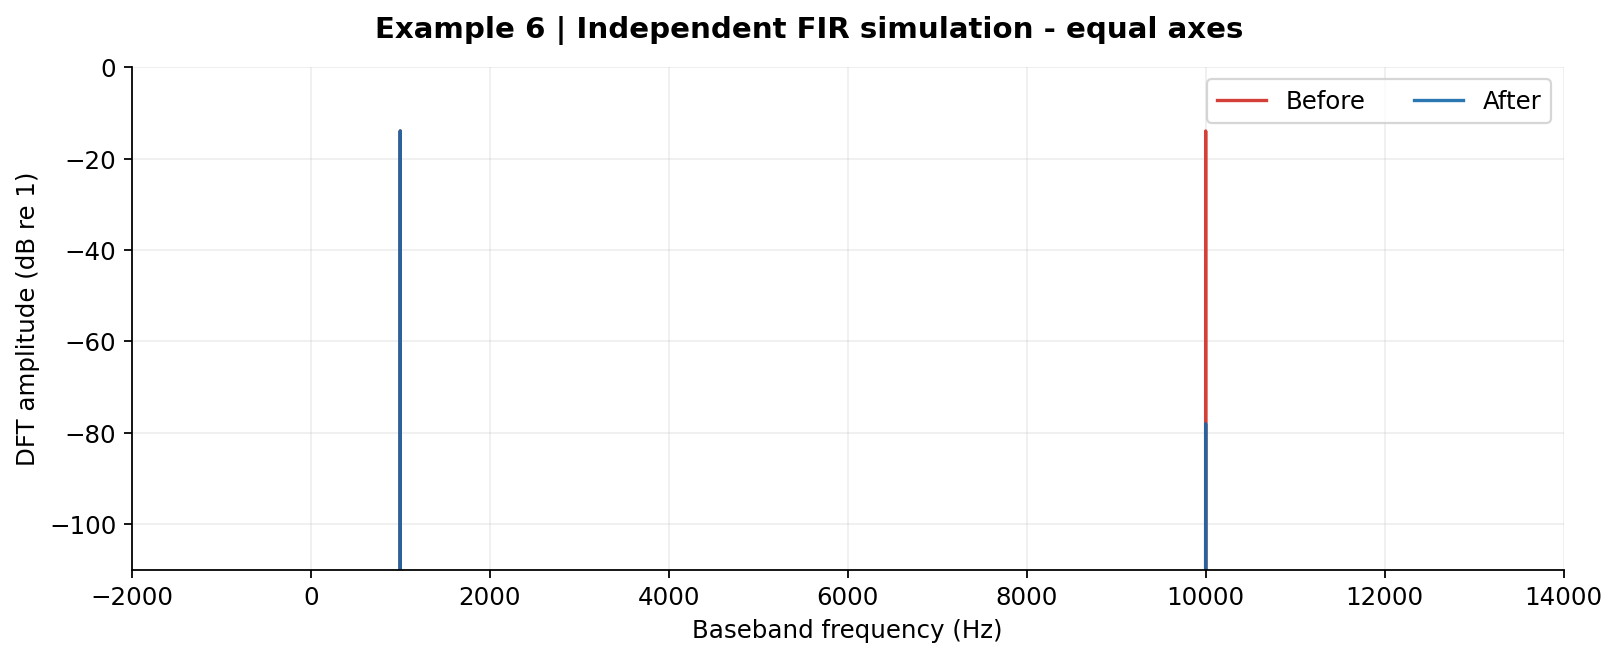 Example 6 | Independent FIR simulation - equal axes
Before After
0
−20
−40
−60
−80
−100
DFT amplitude (dB re 1)
−2000 0 2000 4000 6000 8000 10000 12000 14000
Baseband frequency (Hz)